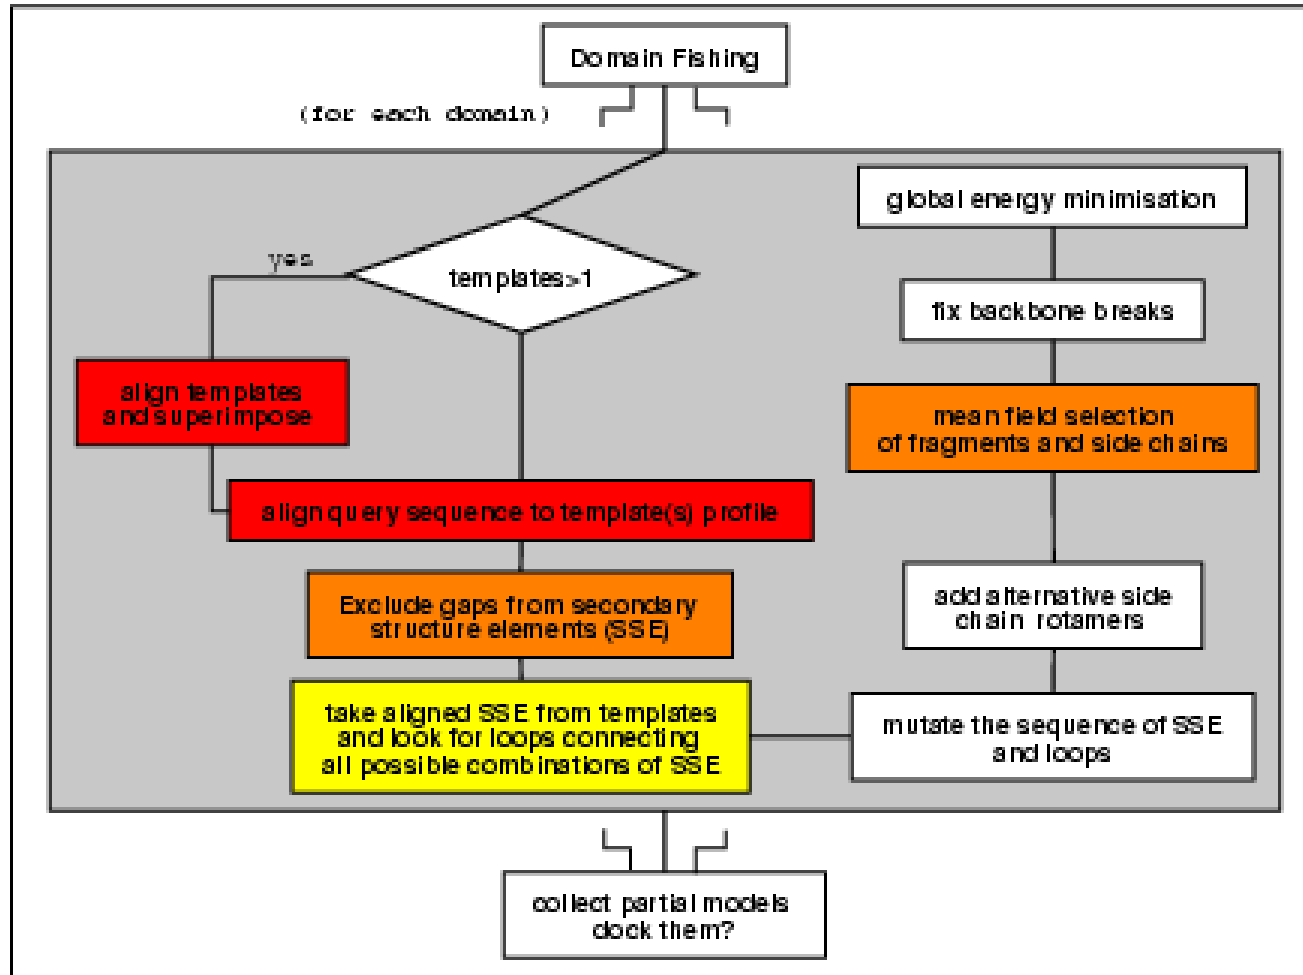 Domain Fishing
(for each domain)
yes
templates>1
align templates
and superimpose
align query sequence to template(s) profile
Exclude gaps from secondary
structure elements (SSE)
take aligned SSE from templates
and look for loops connecting
all possible combinations of SSE
mutate the sequence of SSE
and loops
add alternative side
chain rotamers
mean field selection
of fragments and side chains
fix backbone breaks
global energy minimisation
collect partial models
dock them?